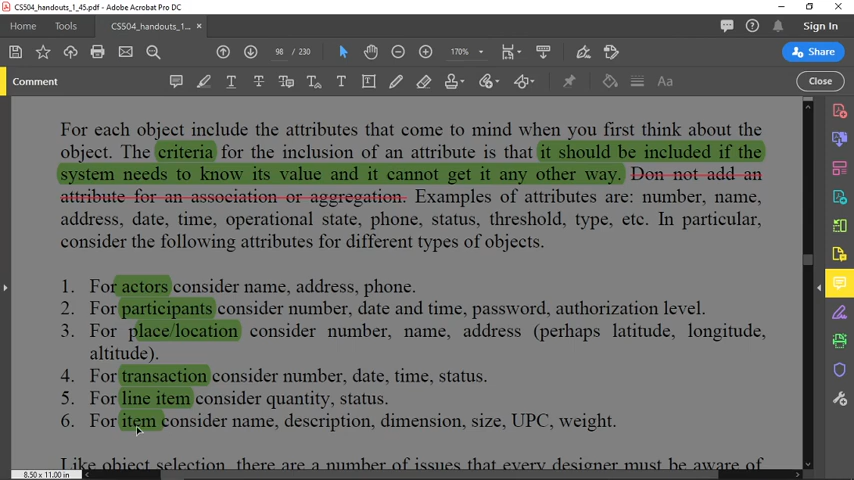 CS504_handouts_1_45.pdf - Adobe Acrobat Pro DC
Home Tools CS504_handouts_1... × Sign In
98 / 230 170% Share
Comment Aa Close
For each object include the attributes that come to mind when you first think about the
object. The criteria for the inclusion of an attribute is that it should be included if the
system needs to know its value and it cannot get it any other way. Don not add an
attribute for an association or aggregation. Examples of attributes are: number, name,
address, date, time, operational state, phone, status, threshold, type, etc. In particular,
consider the following attributes for different types of objects.
1. For actors consider name, address, phone.
2. For participants consider number, date and time, password, authorization level.
3. For place/location consider number, name, address (perhaps latitude, longitude,
altitude).
4. For transaction consider number, date, time, status.
5. For line item consider quantity, status.
6. For item consider name, description, dimension, size, UPC, weight.
Like object selection, there are a number of issues that every designer must be aware of
8.50 x 11.00 in